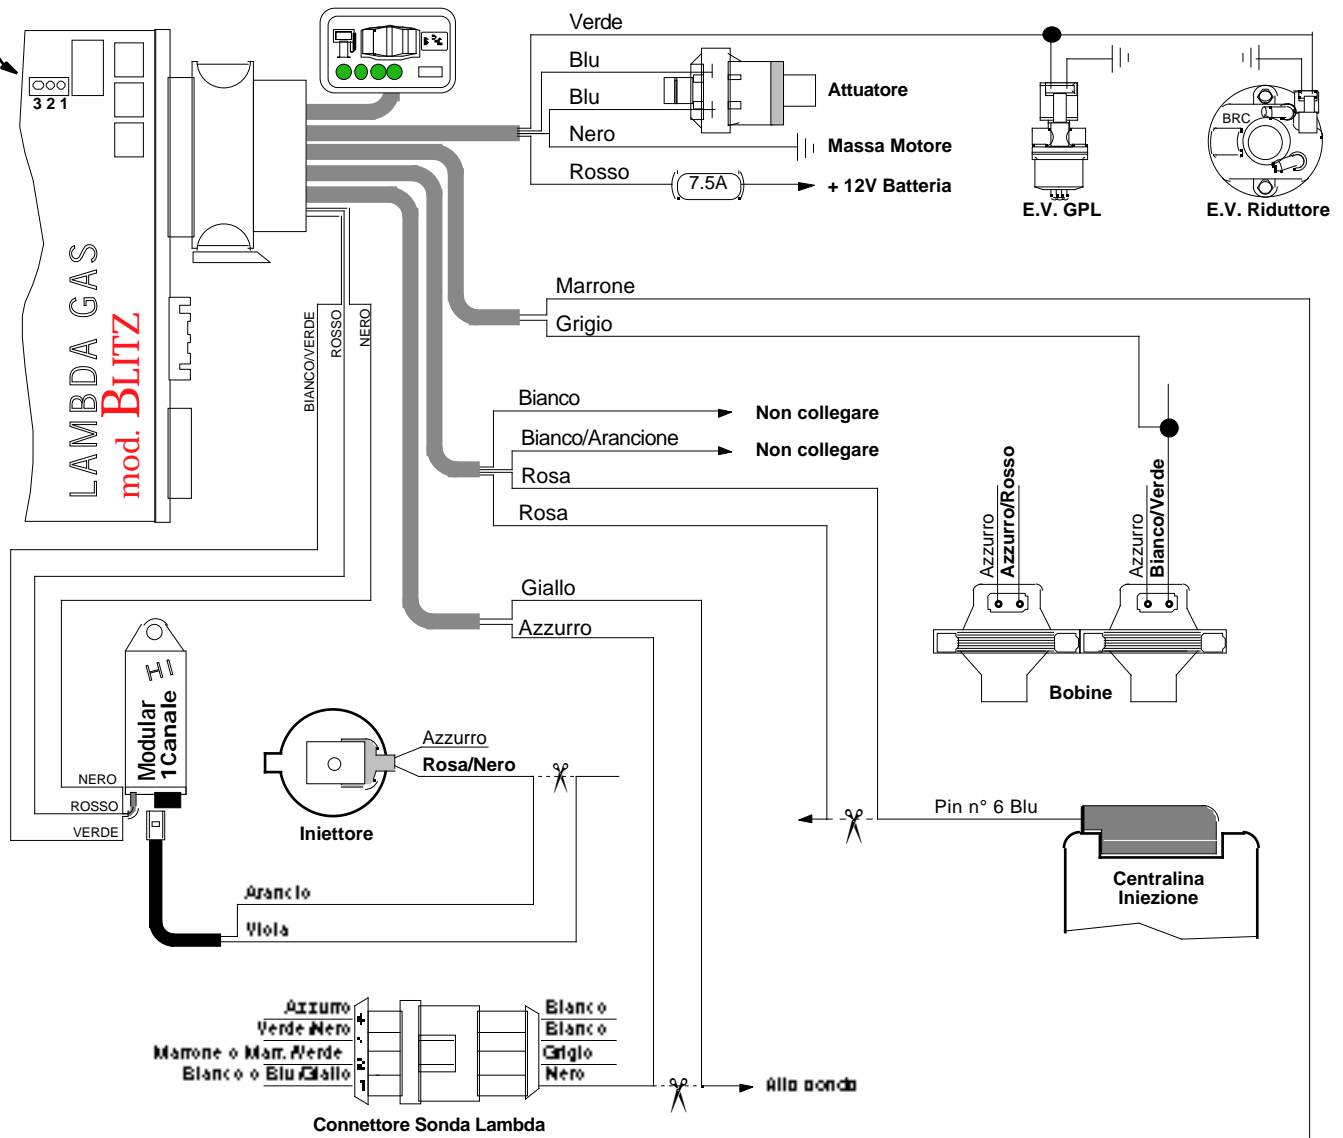 Verde
Blu
Attuatore
Blu
3 2 1
Nero
Massa Motore
BRC
Rosso
7.5A
+ 12V Batteria
E.V. GPL
E.V. Riduttore
LAMBDA GAS
mod. BLITZ
Marrone
Grigio
BIANCO/VERDE
ROSSO
NERO
Bianco
Non collegare
Bianco/Arancione
Non collegare
Rosa
Rosa
Azzurro
Azzurro/Rosso
Azzurro
Bianco/Verde
Giallo
Azzurro
Bobine
HI
Modular
1Canale
Azzurro
Rosa/Nero
NERO
ROSSO
VERDE
Iniettore
Pin n° 6 Blu
Centralina
Iniezione
Arancio
Viola
Azzurro
Bianco
Verde/Nero
Bianco
Marrone o Marr./Verde
Grigio
Bianco o Blu/Giallo
Nero
Alla sonda
Connettore Sonda Lambda